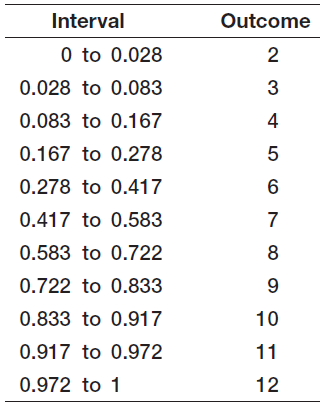 Interval Outcome
0 to 0.028 2
0.028 to 0.083 3
0.083 to 0.167 4
0.167 to 0.278 5
0.278 to 0.417 6
0.417 to 0.583 7
0.583 to 0.722 8
0.722 to 0.833 9
0.833 to 0.917 10
0.917 to 0.972 11
0.972 to 1 12